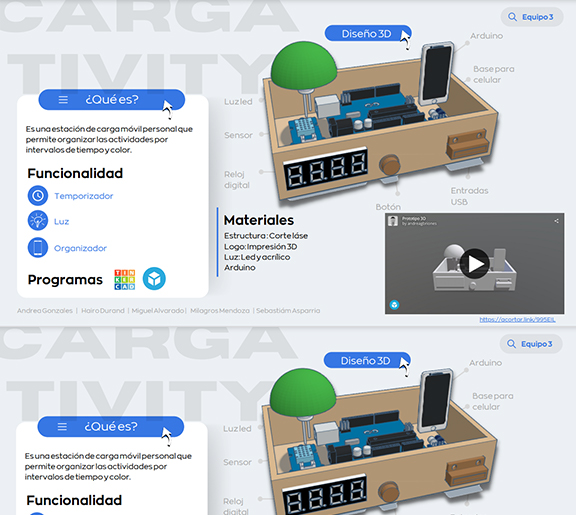 CARGA
TIVITY
Equipo 3
Diseño 3D
Arduino
Base para
celular
¿Qué es?
Luz led
Es una estación de carga móvil personal que
permite organizar las actividades por
intervalos de tiempo y color.
Sensor
Funcionalidad
Reloj
digital
Temporizador
Entradas
USB
Botón
Luz
Materiales
Estructura : Corte láse
Logo: Impresión 3D
Luz: Led y acrílico
Arduino
Prototipo 3D
Organizador
Programas
TIN
KER
CAD
Andrea Gonzales | Hairo Durand | Miguel Alvarado | Milagros Mendoza | Sebastiám Asparria
https://acortar.link/995EIL
CARGA
TIVITY
Equipo 3
Diseño 3D
Arduino
Base para
celular
¿Qué es?
Luz led
Es una estación de carga móvil personal que
permite organizar las actividades por
intervalos de tiempo y color.
Sensor
Funcionalidad
Reloj
digital
Entradas
USB